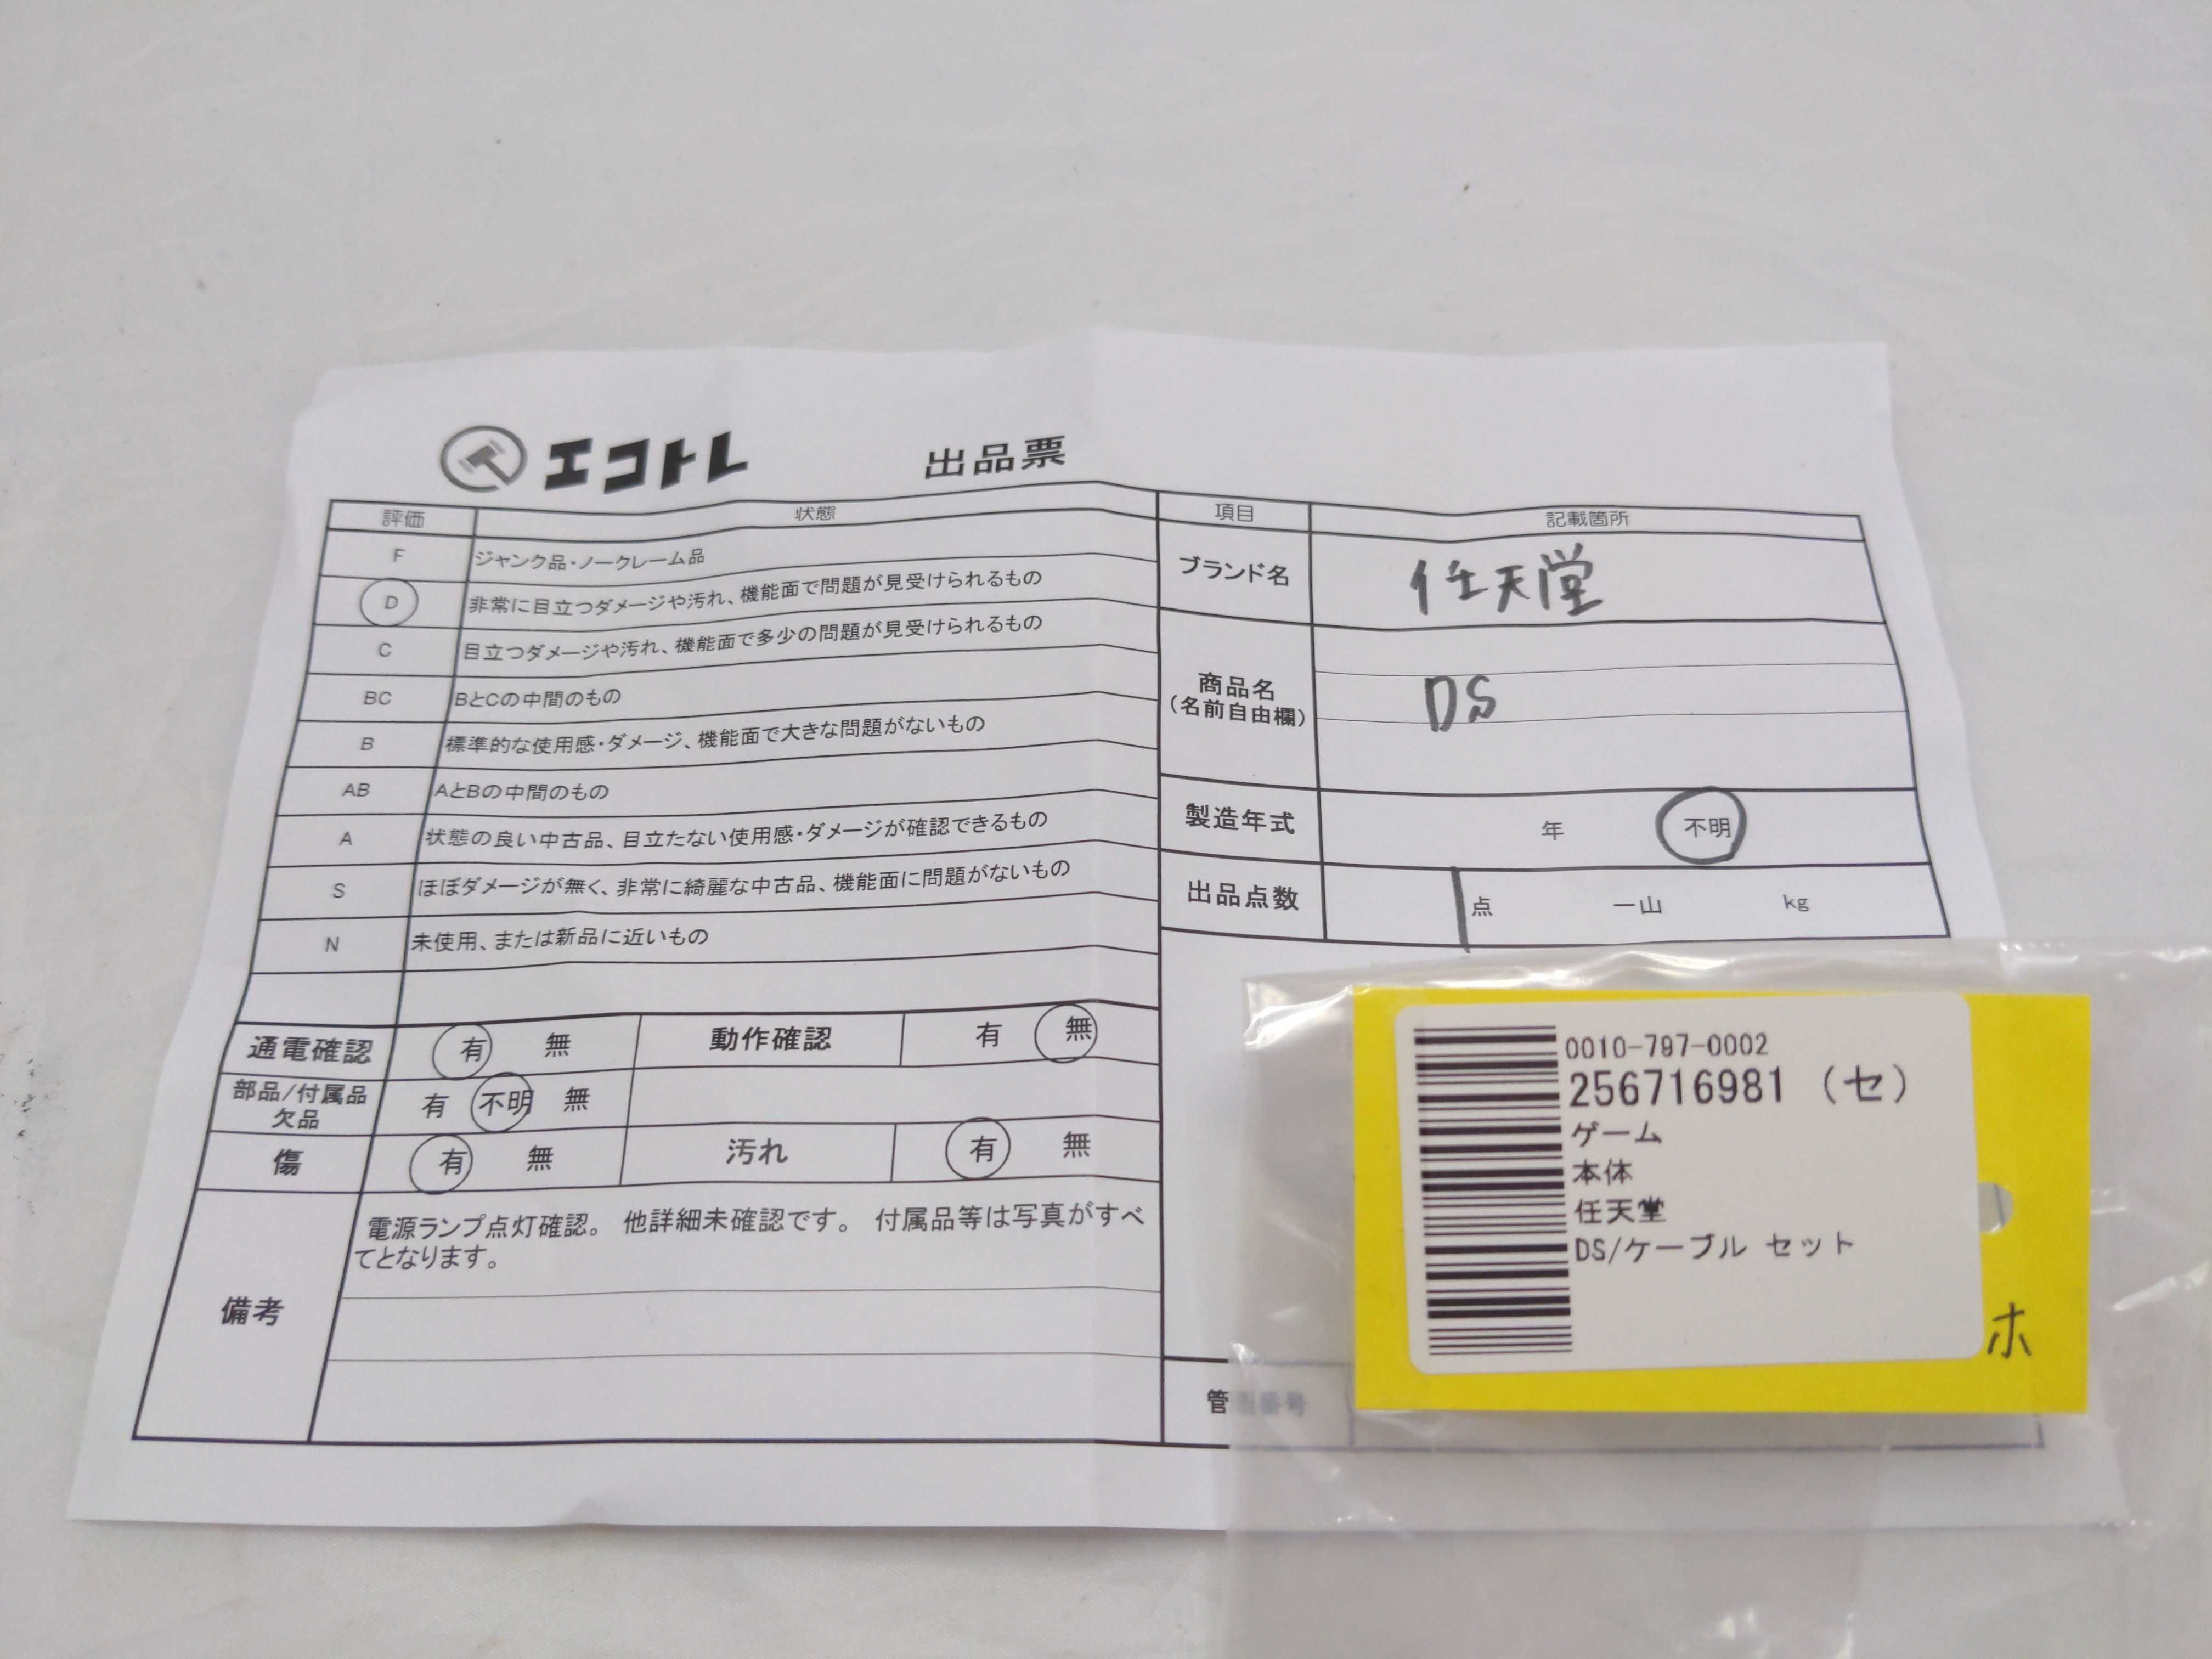 エコトレ 出品票
評価 状態
F ジャンク品・ノークレーム品
D 非常に目立つダメージや汚れ、機能面で問題が見受けられるもの
C 目立つダメージや汚れ、機能面で多少の問題が見受けられるもの
BC BとCの中間のもの
B 標準的な使用感・ダメージ、機能面で大きな問題がないもの
AB AとBの中間のもの
A 状態の良い中古品、目立たない使用感・ダメージが確認できるもの
S ほぼダメージが無く、非常に綺麗な中古品、機能面に問題がないもの
N 未使用、または新品に近いもの
通電確認 有 無 動作確認 有 無
部品/付属品 有 不明 無
欠品
傷 有 無 汚れ 有 無
備考
電源ランプ点灯確認。 他詳細未確認です。 付属品等は写真がすべ
てとなります。
項目 記載箇所
ブランド名 任天堂
商品名
(名前自由欄)
DS
製造年式 年 不明
出品点数 1点 一山 kg
管理番号
0010-797-0002
256716981 (セ)
ゲーム
本体
任天堂
DS/ケーブル セット
ホ